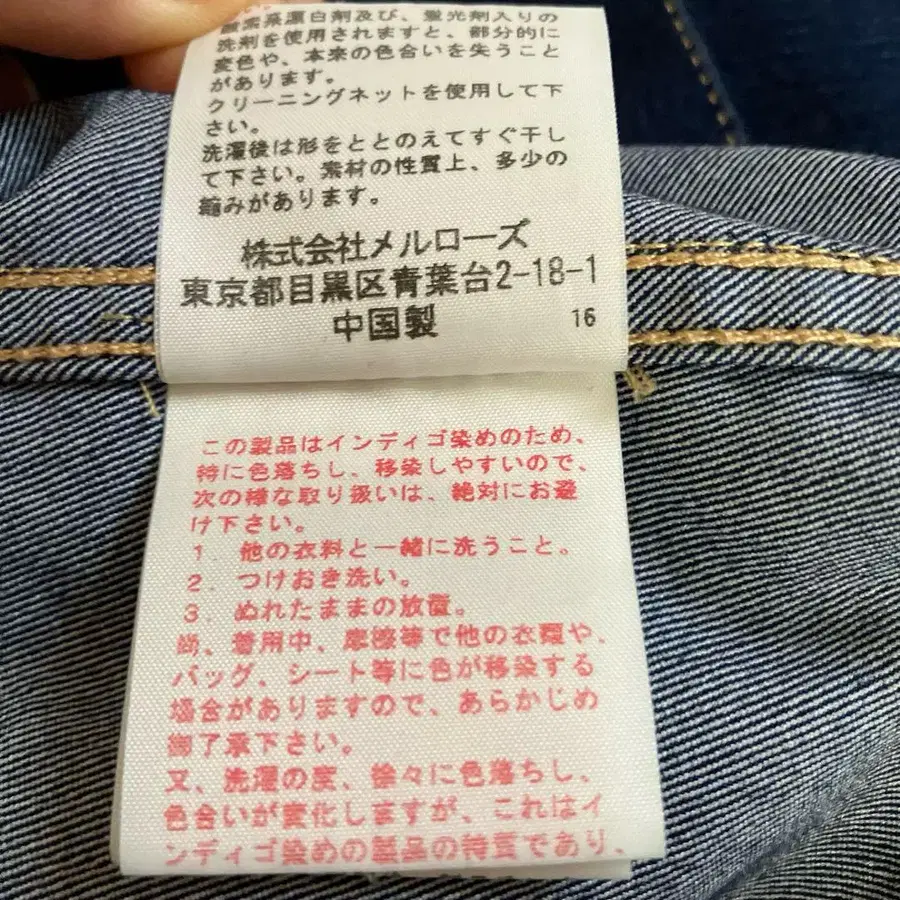 酸素系漂白剤及び、蛍光剤入りの
洗剤を使用されますと、部分的に
変色や、本来の色合いを失うこと
があります。
クリーニングネットを使用して下
さい。
洗濯後は形をととのえてすぐ干し
て下さい。素材の性質上、多少の
縮みがあります。
株式会社メルローズ
東京都目黒区青葉台2-18-1
中国製 16
この製品はインディゴ染めのため、
特に色落ちし、移染しやすいので、
次の様な取り扱いは、絶対にお避
け下さい。
1. 他の衣料と一緒に洗うこと。
2. つけおき洗い。
3. ぬれたままの放置。
尚、着用中、摩擦等で他の衣類や、
バッグ、シート等に色が移染する
場合がありますので、あらかじめ
御了承下さい。
又、洗濯の度、徐々に色落ちし、
色合いが変化しますが、これはイ
ンディゴ染めの製品の特質であり、